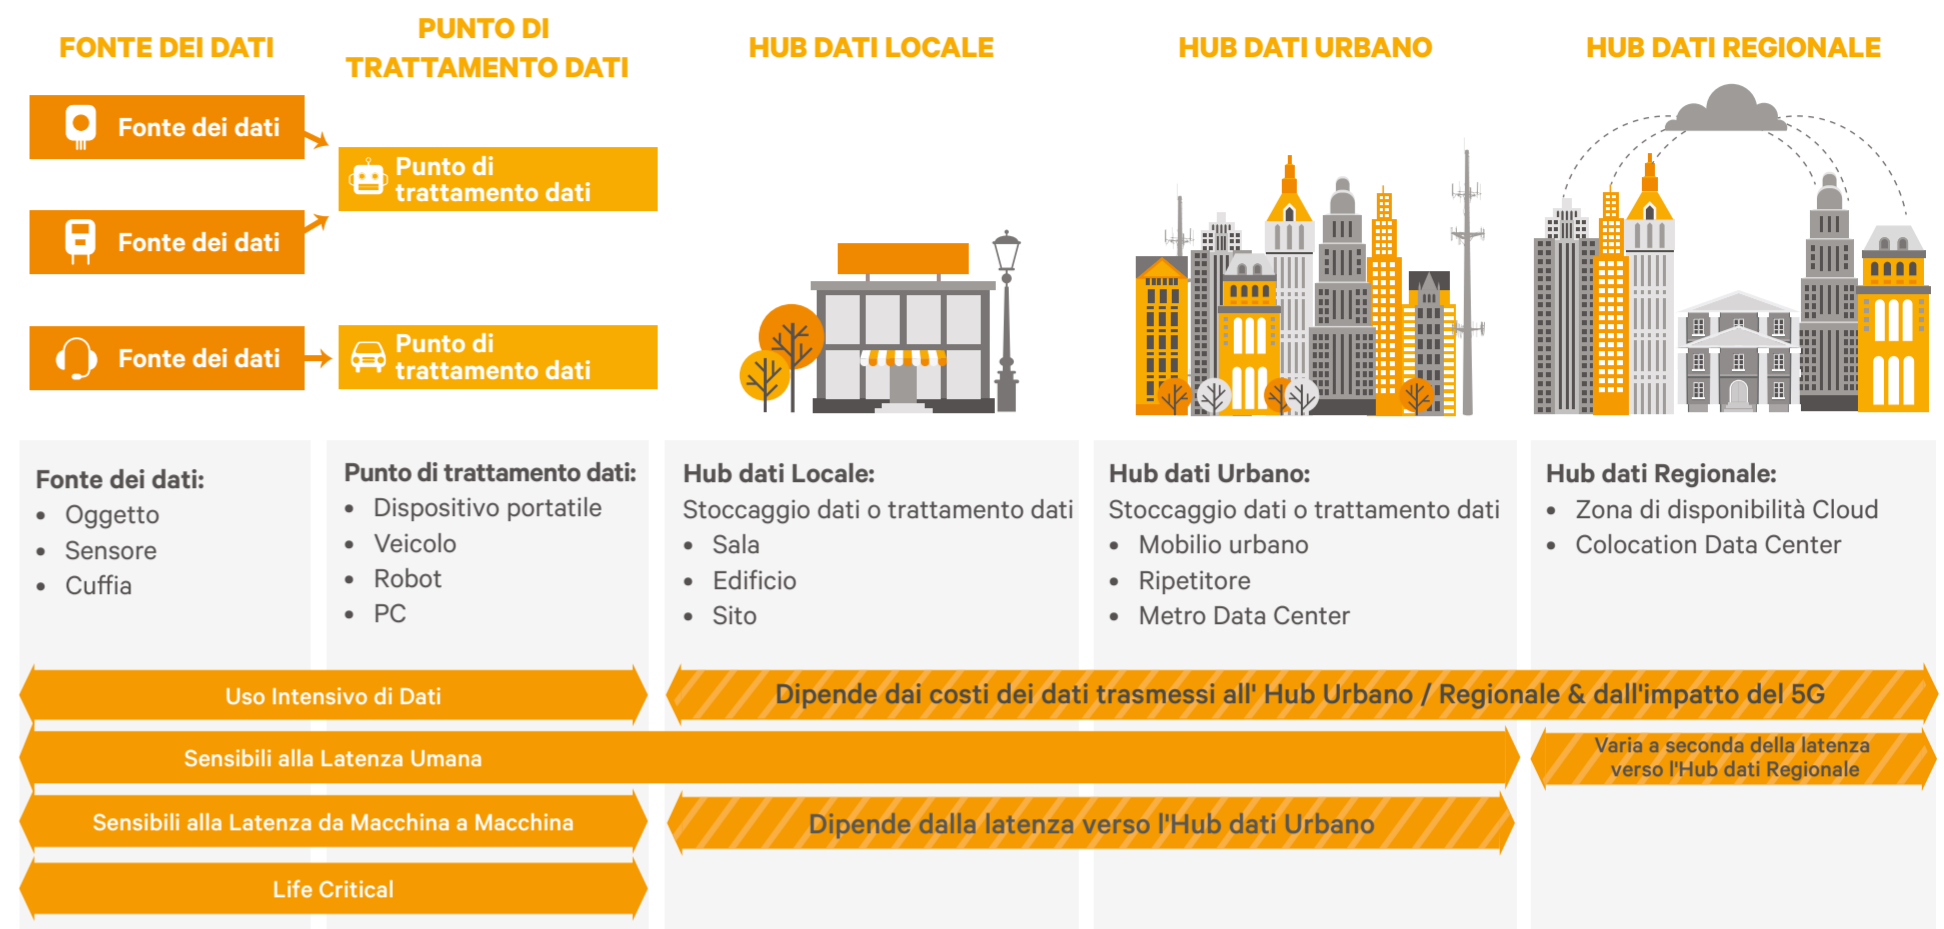 FONTE DEI DATI
PUNTO DI
TRATTAMENTO DATI
HUB DATI LOCALE
HUB DATI URBANO
HUB DATI REGIONALE
Fonte dei dati
Fonte dei dati
Fonte dei dati
Punto di
trattamento dati
Punto di
trattamento dati
Fonte dei dati:
• Oggetto
• Sensore
• Cuffia
Punto di trattamento dati:
• Dispositivo portatile
• Veicolo
• Robot
• PC
Hub dati Locale:
Stoccaggio dati o trattamento dati
• Sala
• Edificio
• Sito
Hub dati Urbano:
Stoccaggio dati o trattamento dati
• Mobilio urbano
• Ripetitore
• Metro Data Center
Hub dati Regionale:
• Zona di disponibilità Cloud
• Colocation Data Center
Uso Intensivo di Dati
Dipende dai costi dei dati trasmessi all' Hub Urbano / Regionale & dall'impatto del 5G
Sensibili alla Latenza Umana
Varia a seconda della latenza
verso l'Hub dati Regionale
Sensibili alla Latenza da Macchina a Macchina
Dipende dalla latenza verso l'Hub dati Urbano
Life Critical